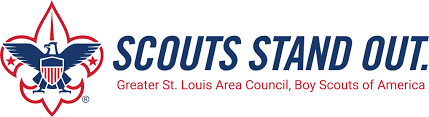 SCOUTS STAND OUT.
Greater St. Louis Area Council, Boy Scouts of America
®